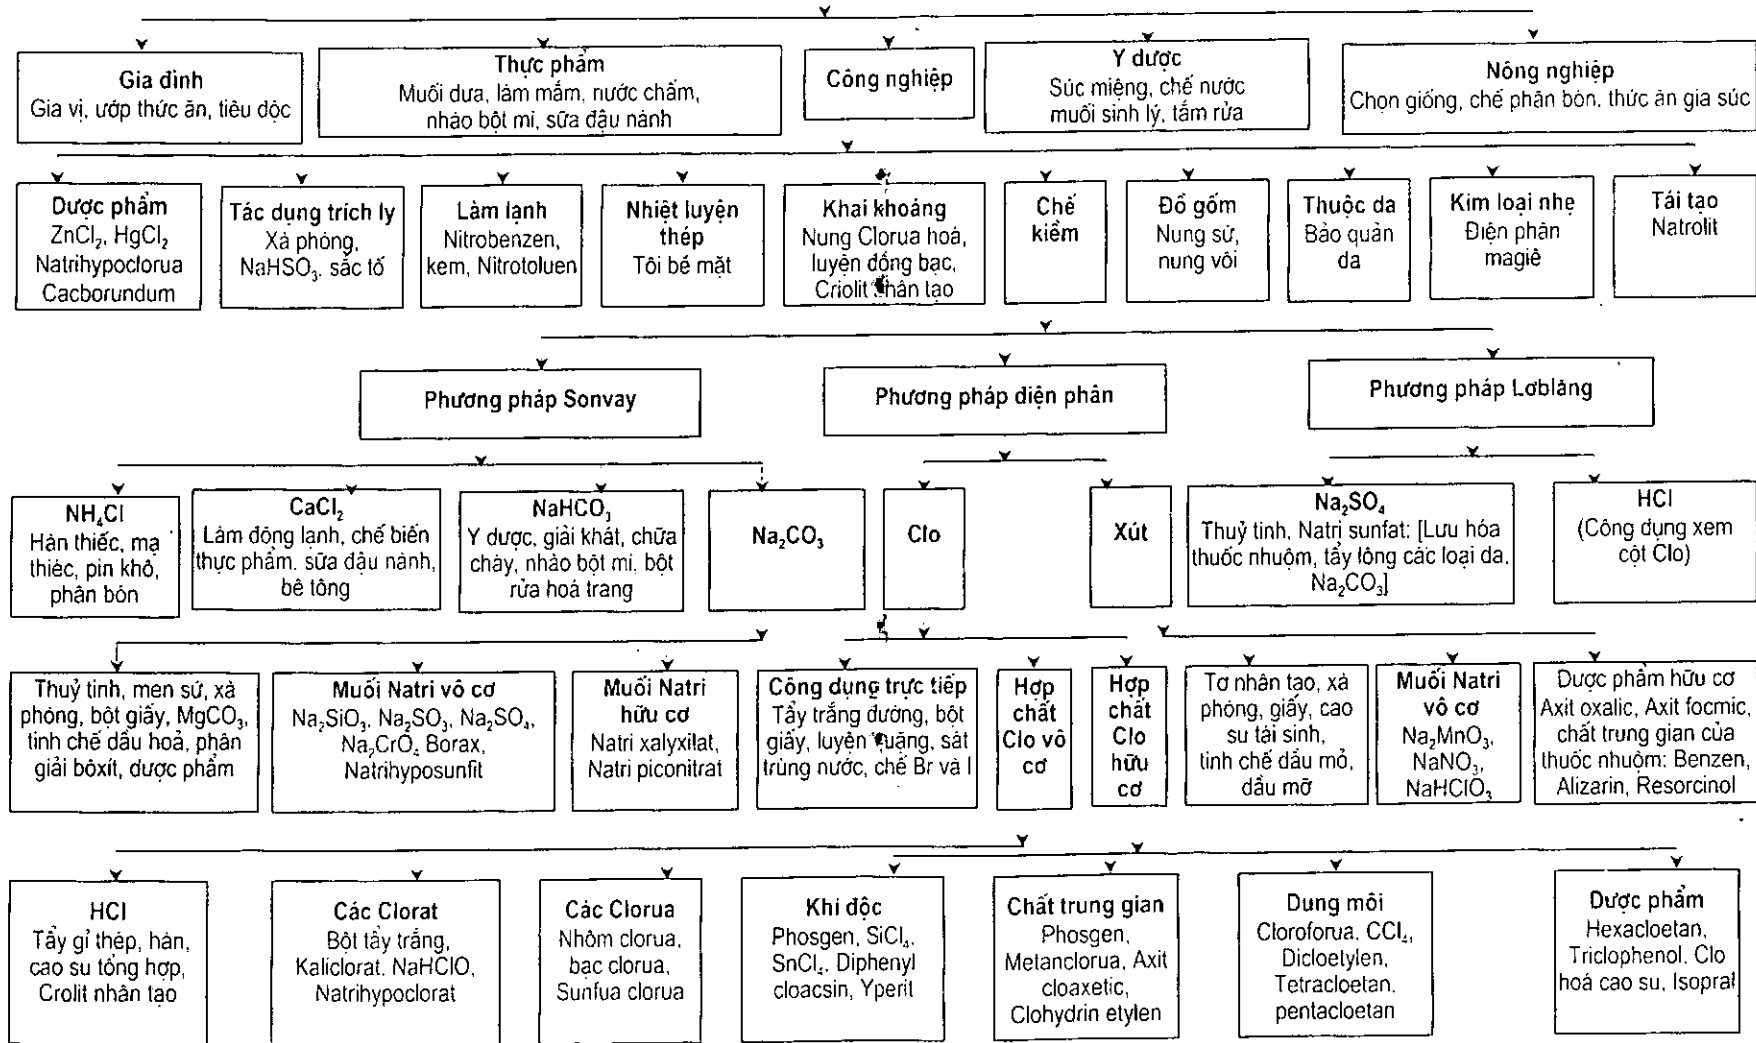 Gia đình
Gia vị, ướp thức ăn, tiêu dộc
Thực phẩm
Muối dưa, làm mắm, nước chấm,
nhào bột mì, sữa đậu nành
Công nghiệp
Y dược
Súc miệng, chế nước
muối sinh lý, tắm rửa
Nông nghiệp
Chọn giống, chế phân bón, thức ăn gia súc
Dược phẩm
ZnCl₂, HgCl₂
Natrihypoclorua
Cacborundum
Tác dụng trích ly
Xà phòng,
NaHSO₃, sắc tố
Làm lạnh
Nitrobenzen,
kem, Nitrotoluen
Nhiệt luyện
thép
Tôi bề mặt
Khai khoáng
Nung Clorua hoá,
luyện đồng bạc,
Criolit nhân tạo
Chế
kiềm
Đồ gốm
Nung sứ,
nung vôi
Thuộc da
Bảo quản
da
Kim loại nhẹ
Điện phân
magiê
Tái tạo
Natrolit
Phương pháp Sonvay
Phương pháp điện phân
Phương pháp Lơblăng
NH₄Cl
Hàn thiếc, mạ
thiếc, pin khô,
phân bón
CaCl₂
Làm động lạnh, chế biến
thực phẩm, sữa đậu nành,
bê tông
NaHCO₃
Y dược, giải khát, chữa
cháy, nhào bột mì, bột
rửa hoá trang
Na₂CO₃
Clo
Xút
Na₂SO₄
Thuỷ tinh, Natri sunfat: [Lưu hóa
thuốc nhuộm, tẩy lông các loại da,
Na₂CO₃]
HCl
(Công dụng xem
cột Clo)
Thuỷ tinh, men sứ, xà
phòng, bột giấy, MgCO₃,
tinh chế dầu hoả, phân
giải bôxít, dược phẩm
Muối Natri vô cơ
Na₂SiO₃, Na₂SO₃, Na₂SO₄,
Na₂CrO₄ Borax,
Natrihyposunfit
Muối Natri
hữu cơ
Natri xalyxilat,
Natri piconitrat
Công dụng trực tiếp
Tẩy trắng đường, bột
giấy, luyện quặng, sát
trùng nước, chế Br và I
Hợp
chất
Clo vô
cơ
Hợp
chất
Clo
hữu
cơ
Tơ nhân tạo, xà
phòng, giấy, cao
su tái sinh,
tinh chế dầu mỏ,
dầu mỡ
Muối Natri
vô cơ
Na₂MnO₃,
NaNO₃,
NaHClO₃
Dược phẩm hữu cơ
Axit oxalic, Axit focmic,
chất trung gian của
thuốc nhuộm: Benzen,
Alizarin, Resorcinol
HCl
Tẩy gỉ thép, hàn,
cao su tổng hợp,
Crolit nhân tạo
Các Clorat
Bột tẩy trắng,
Kaliclorat, NaHClO,
Natrihypoclorat
Các Clorua
Nhôm clorua,
bạc clorua,
Sunfua clorua
Khí độc
Phosgen, SiCl₄,
SnCl₄, Diphenyl
cloacsin, Yperit
Chất trung gian
Phosgen,
Metanclorua, Axit
cloaxetic,
Clohydrin etylen
Dung môi
Cloroforua, CCl₄,
Dicloetylen,
Tetracloetan,
pentacloetan
Dược phẩm
Hexacloetan,
Triclophenol, Clo
hoá cao su, Isopral